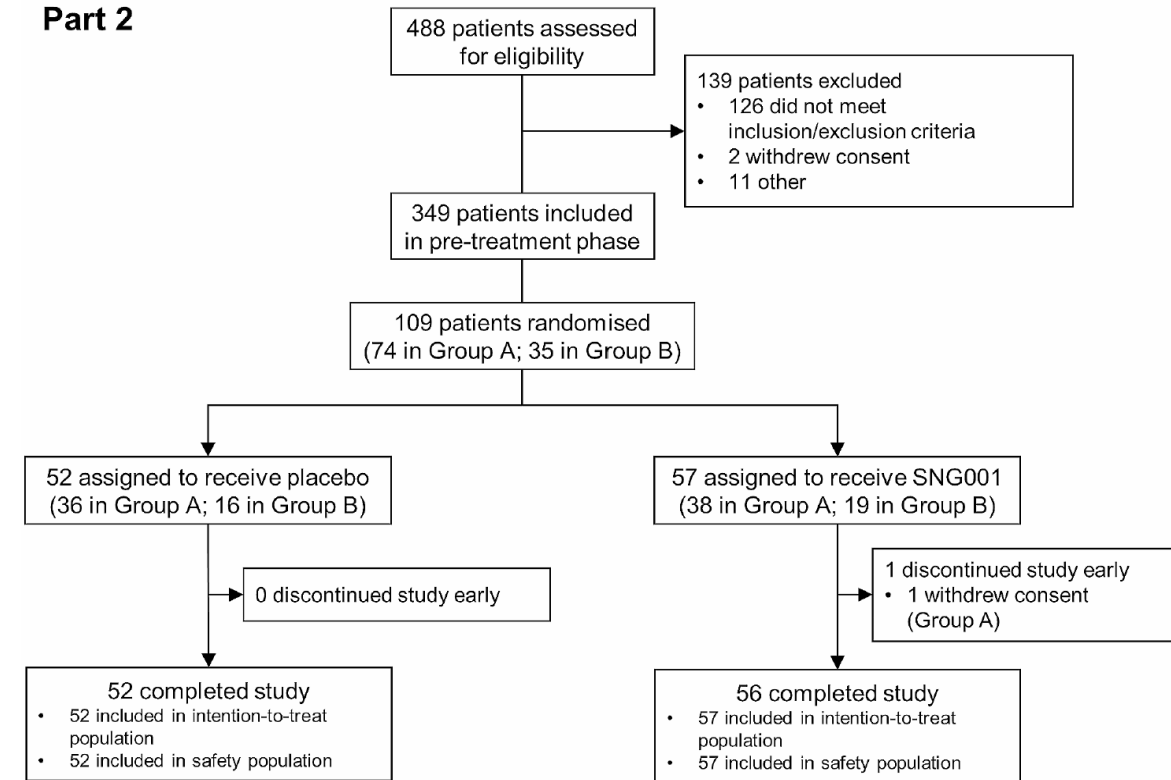 Part 2
488 patients assessed
for eligibility
139 patients excluded
• 126 did not meet
inclusion/exclusion criteria
• 2 withdrew consent
• 11 other
349 patients included
in pre-treatment phase
109 patients randomised
(74 in Group A; 35 in Group B)
52 assigned to receive placebo
(36 in Group A; 16 in Group B)
57 assigned to receive SNG001
(38 in Group A; 19 in Group B)
0 discontinued study early
1 discontinued study early
• 1 withdrew consent
(Group A)
52 completed study
• 52 included in intention-to-treat
population
• 52 included in safety population
56 completed study
• 57 included in intention-to-treat
population
• 57 included in safety population